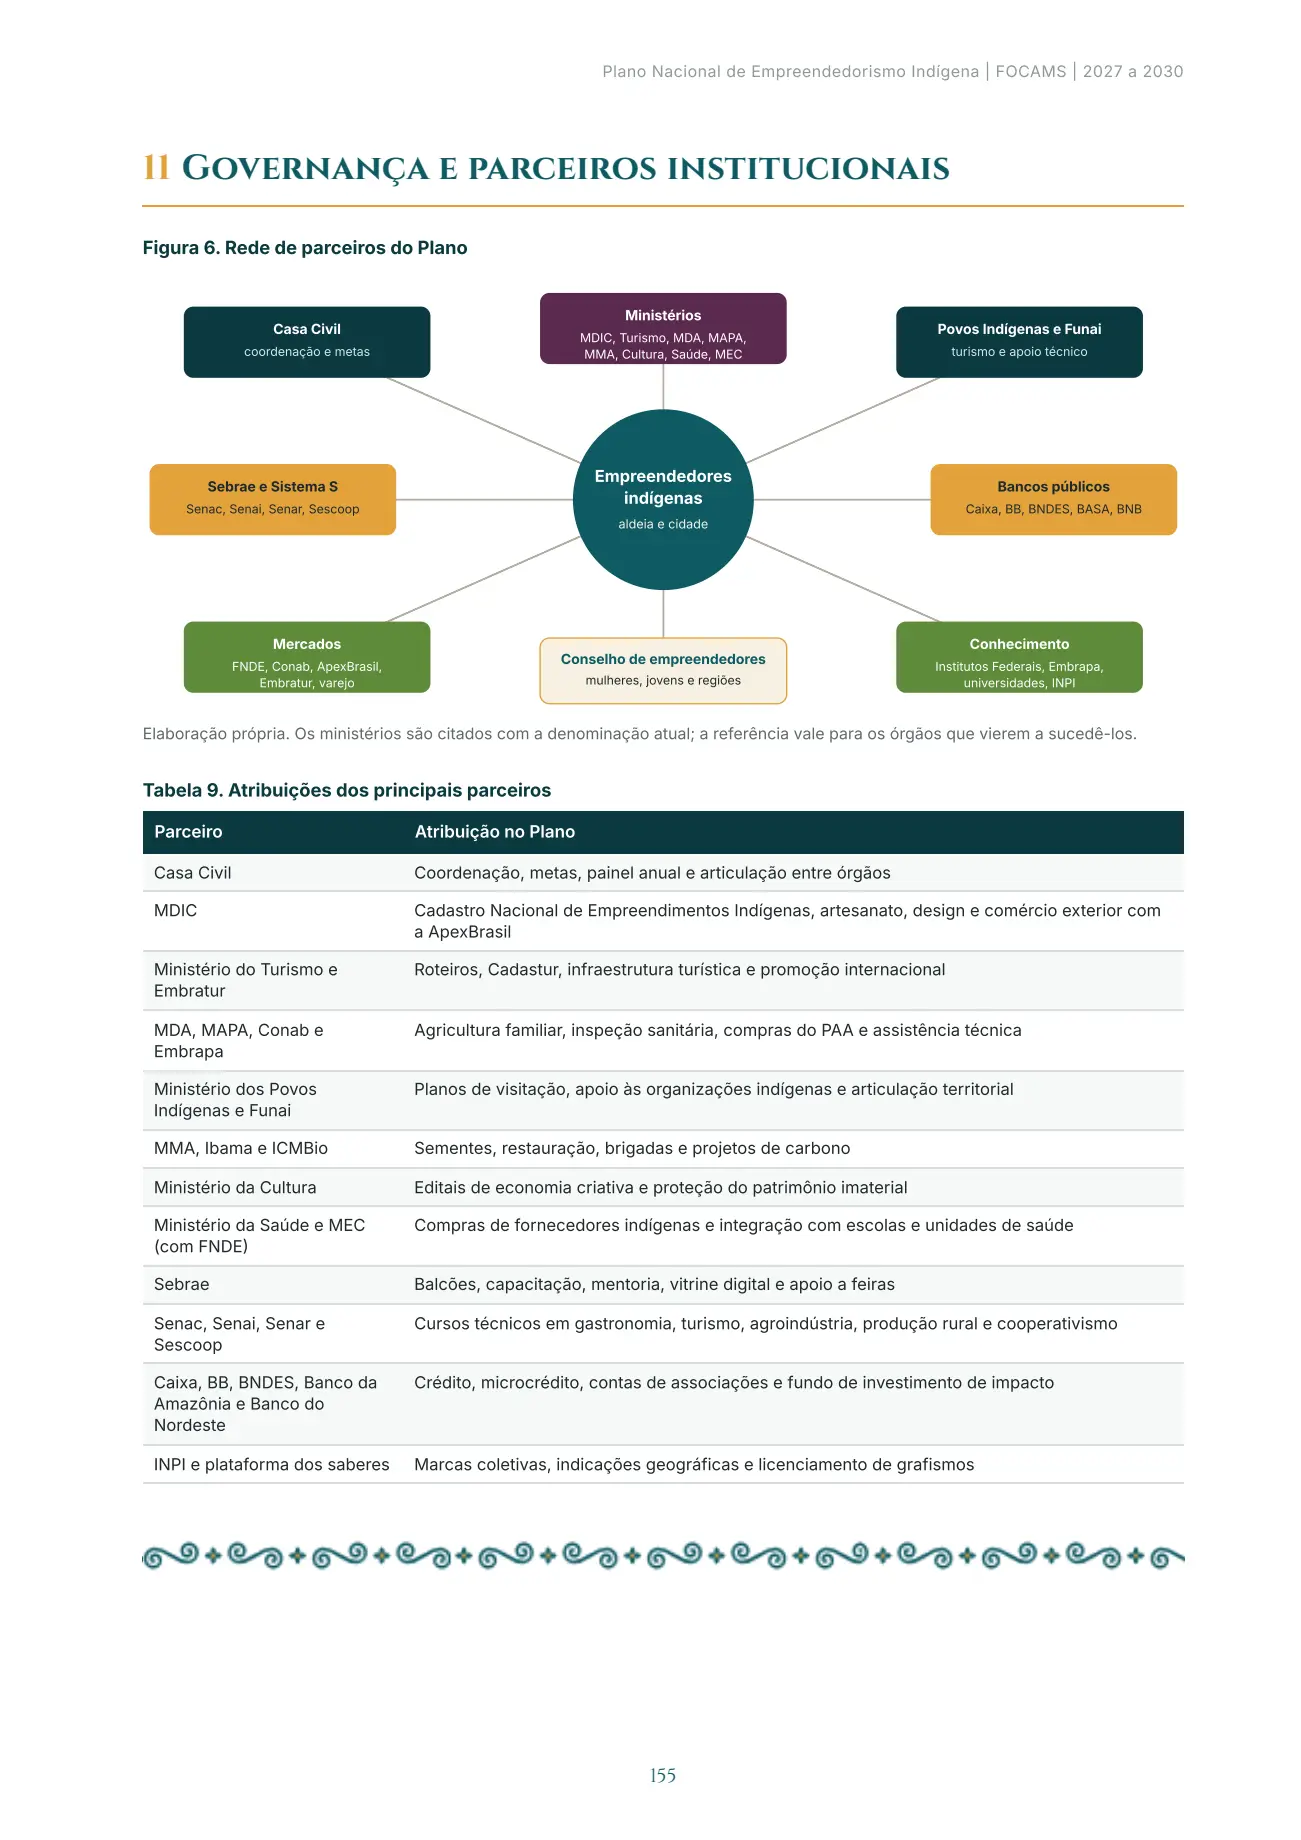 Plano Nacional de Empreendedorismo Indígena | FOCAMS | 2027 a 2030
11 Governança e parceiros institucionais
Figura 6. Rede de parceiros do Plano
Casa Civil
coordenação e metas
Ministérios
MDIC, Turismo, MDA, MAPA,
MMA, Cultura, Saúde, MEC
Povos Indígenas e Funai
turismo e apoio técnico
Sebrae e Sistema S
Senac, Senai, Senar, Sescoop
Empreendedores
indígenas
aldeia e cidade
Bancos públicos
Caixa, BB, BNDES, BASA, BNB
Mercados
FNDE, Conab, ApexBrasil,
Embratur, varejo
Conselho de empreendedores
mulheres, jovens e regiões
Conhecimento
Institutos Federais, Embrapa,
universidades, INPI
Elaboração própria. Os ministérios são citados com a denominação atual; a referência vale para os órgãos que vierem a sucedê-los.
Tabela 9. Atribuições dos principais parceiros
Parceiro Atribuição no Plano
Casa Civil Coordenação, metas, painel anual e articulação entre órgãos
MDIC Cadastro Nacional de Empreendimentos Indígenas, artesanato, design e comércio exterior com
a ApexBrasil
Ministério do Turismo e Roteiros, Cadastur, infraestrutura turística e promoção internacional
Embratur
MDA, MAPA, Conab e Agricultura familiar, inspeção sanitária, compras do PAA e assistência técnica
Embrapa
Ministério dos Povos Planos de visitação, apoio às organizações indígenas e articulação territorial
Indígenas e Funai
MMA, Ibama e ICMBio Sementes, restauração, brigadas e projetos de carbono
Ministério da Cultura Editais de economia criativa e proteção do patrimônio imaterial
Ministério da Saúde e MEC Compras de fornecedores indígenas e integração com escolas e unidades de saúde
(com FNDE)
Sebrae Balcões, capacitação, mentoria, vitrine digital e apoio a feiras
Senac, Senai, Senar e Cursos técnicos em gastronomia, turismo, agroindústria, produção rural e cooperativismo
Sescoop
Caixa, BB, BNDES, Banco da Crédito, microcrédito, contas de associações e fundo de investimento de impacto
Amazônia e Banco do
Nordeste
INPI e plataforma dos saberes Marcas coletivas, indicações geográficas e licenciamento de grafismos
155